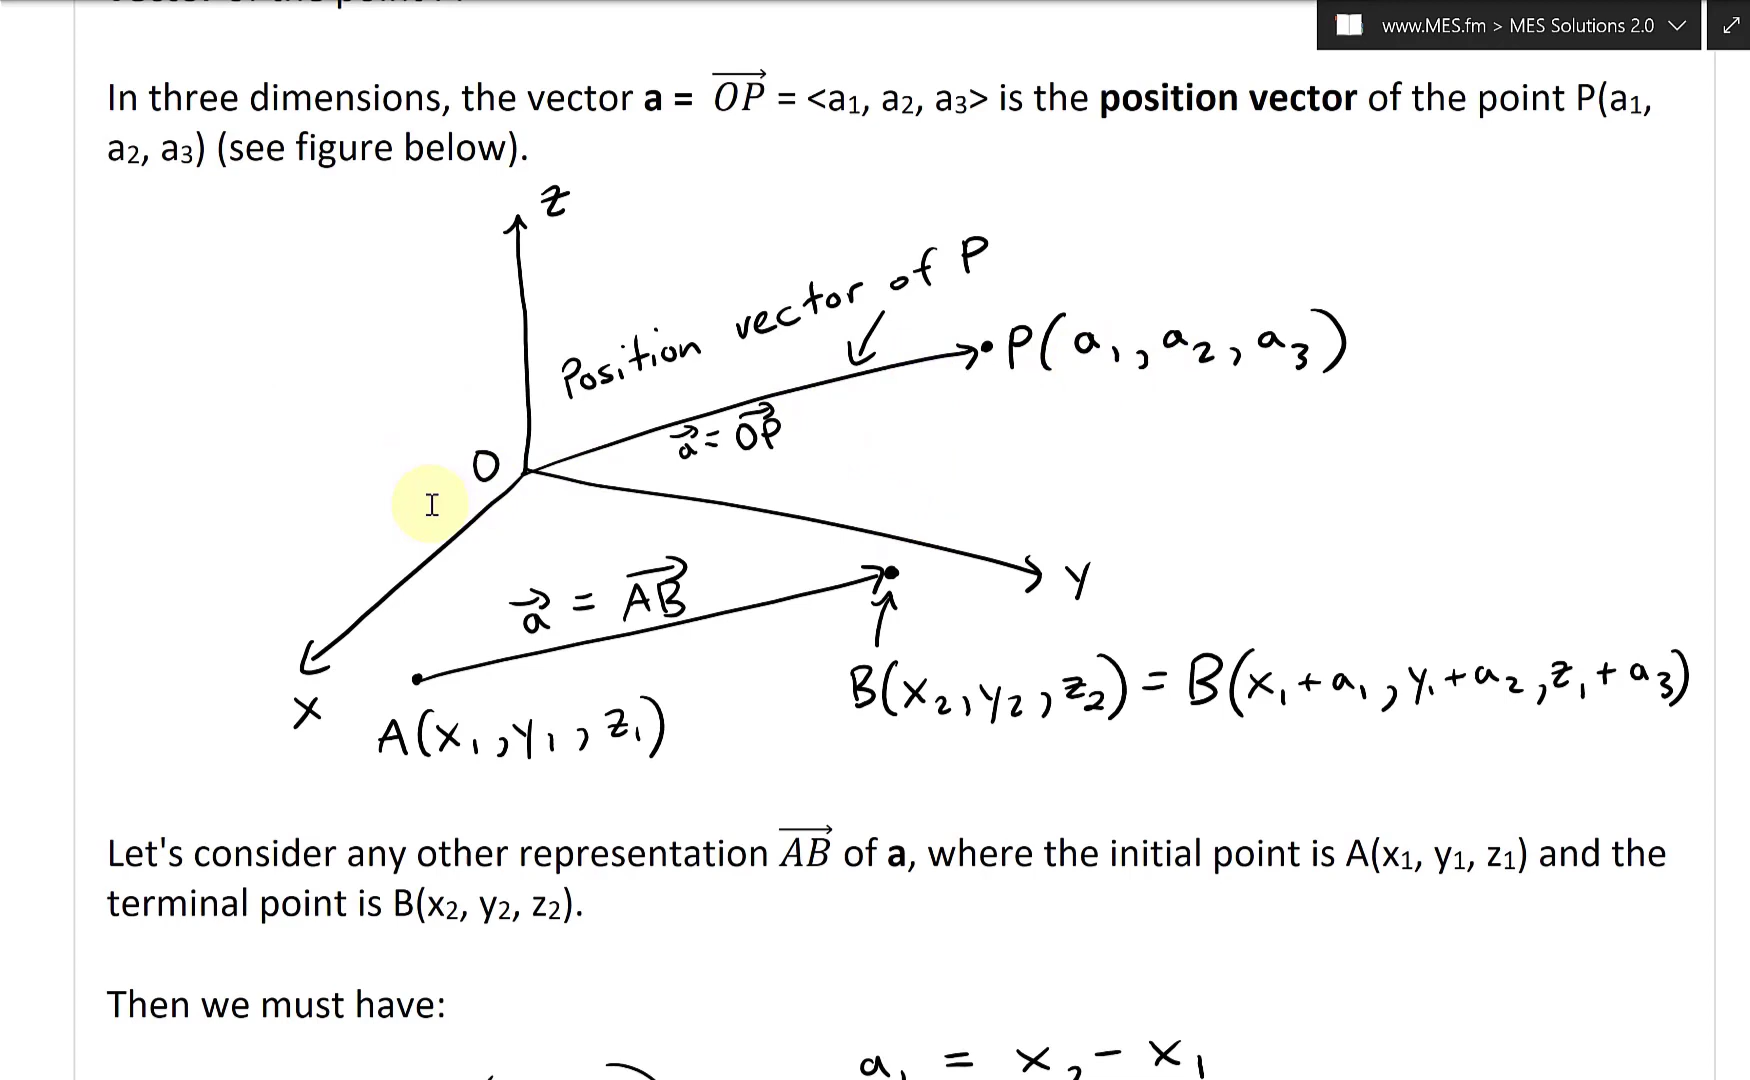 www.MES.fm > MES Solutions 2.0
In three dimensions, the vector a = OP⃗ = <a₁, a₂, a₃> is the position vector of the point P(a₁,
a₂, a₃) (see figure below).
z
Position vector of P
P(a₁, a₂, a₃)
a⃗ = OP⃗
O
a⃗ = AB⃗
y
x
A(x₁, y₁, z₁)
B(x₂, y₂, z₂) = B(x₁ + a₁, y₁ + a₂, z₁ + a₃)
Let's consider any other representation AB⃗ of a, where the initial point is A(x₁, y₁, z₁) and the
terminal point is B(x₂, y₂, z₂).
Then we must have:
a₁ = x₂ - x₁